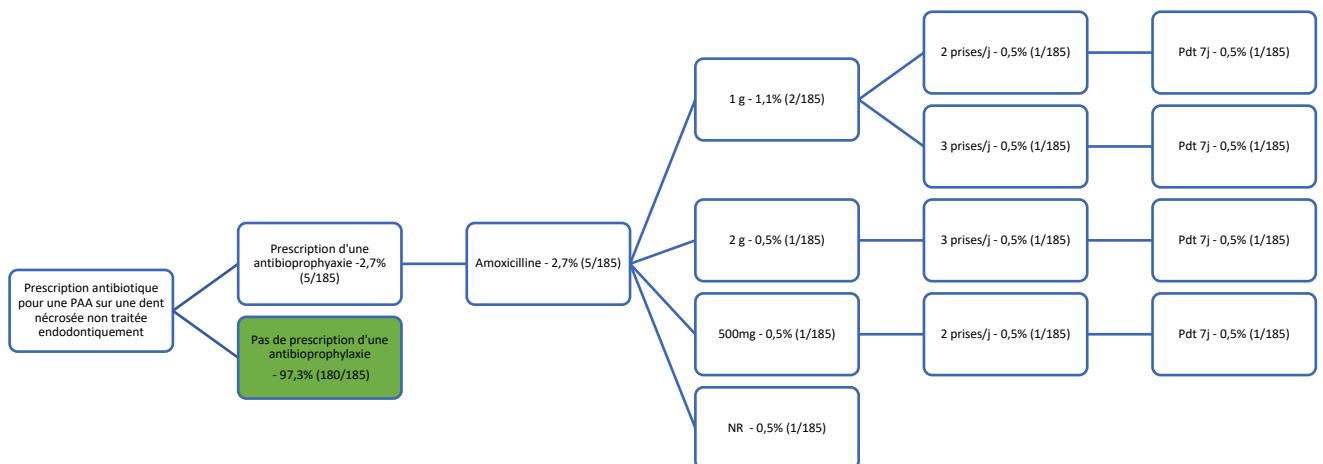 Prescription antibiotique
pour une PAA sur une dent
nécrosée non traitée
endodontiquement
Prescription d'une
antibioprophyaxie -2,7%
(5/185)
Pas de prescription d'une
antibioprophylaxie
- 97,3% (180/185)
Amoxicilline - 2,7% (5/185)
1 g - 1,1% (2/185)
2 prises/j - 0,5% (1/185)
Pdt 7j - 0,5% (1/185)
3 prises/j - 0,5% (1/185)
Pdt 7j - 0,5% (1/185)
2 g - 0,5% (1/185)
3 prises/j - 0,5% (1/185)
Pdt 7j - 0,5% (1/185)
500mg - 0,5% (1/185)
2 prises/j - 0,5% (1/185)
Pdt 7j - 0,5% (1/185)
NR - 0,5% (1/185)